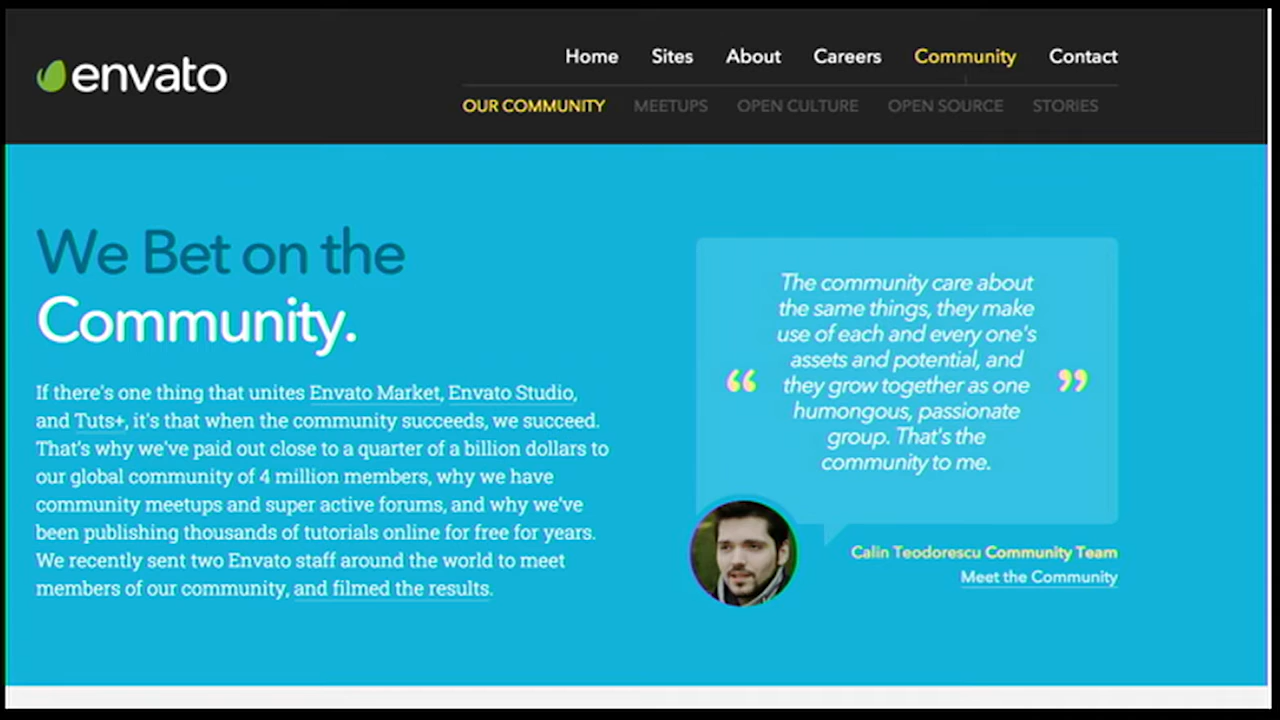 envato
Home Sites About Careers Community Contact
OUR COMMUNITY MEETUPS OPEN CULTURE OPEN SOURCE STORIES
We Bet on the
Community.
If there's one thing that unites Envato Market, Envato Studio,
and Tuts+, it's that when the community succeeds, we succeed.
That's why we've paid out close to a quarter of a billion dollars to
our global community of 4 million members, why we have
community meetups and super active forums, and why we've
been publishing thousands of tutorials online for free for years.
We recently sent two Envato staff around the world to meet
members of our community, and filmed the results.
The community care about
the same things, they make
use of each and every one's
assets and potential, and
“ they grow together as one ”
humongous, passionate
group. That's the
community to me.
Calin Teodorescu Community Team
Meet the Community